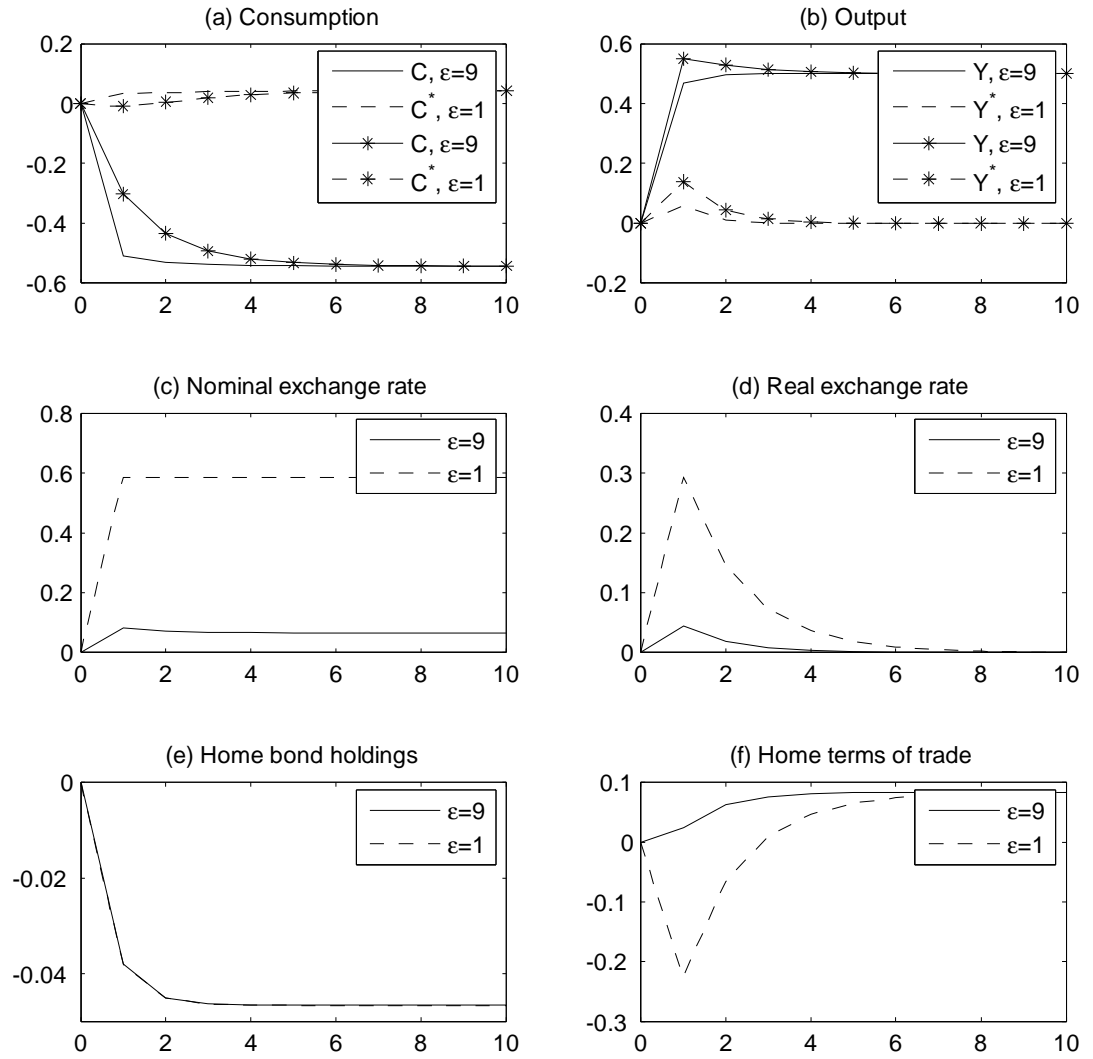 (a) Consumption
0.2
0
-0.2
-0.4
-0.6
0 2 4 6 8 10
C, ε=9
C*, ε=1
C, ε=9
C*, ε=1
(b) Output
0.6
0.4
0.2
0
-0.2
0 2 4 6 8 10
Y, ε=9
Y*, ε=1
Y, ε=9
Y*, ε=1
(c) Nominal exchange rate
0.8
0.6
0.4
0.2
0
0 2 4 6 8 10
ε=9
ε=1
(d) Real exchange rate
0.4
0.3
0.2
0.1
0
0 2 4 6 8 10
ε=9
ε=1
(e) Home bond holdings
0
-0.02
-0.04
0 2 4 6 8 10
ε=9
ε=1
(f) Home terms of trade
0.1
0
-0.1
-0.2
-0.3
0 2 4 6 8 10
ε=9
ε=1